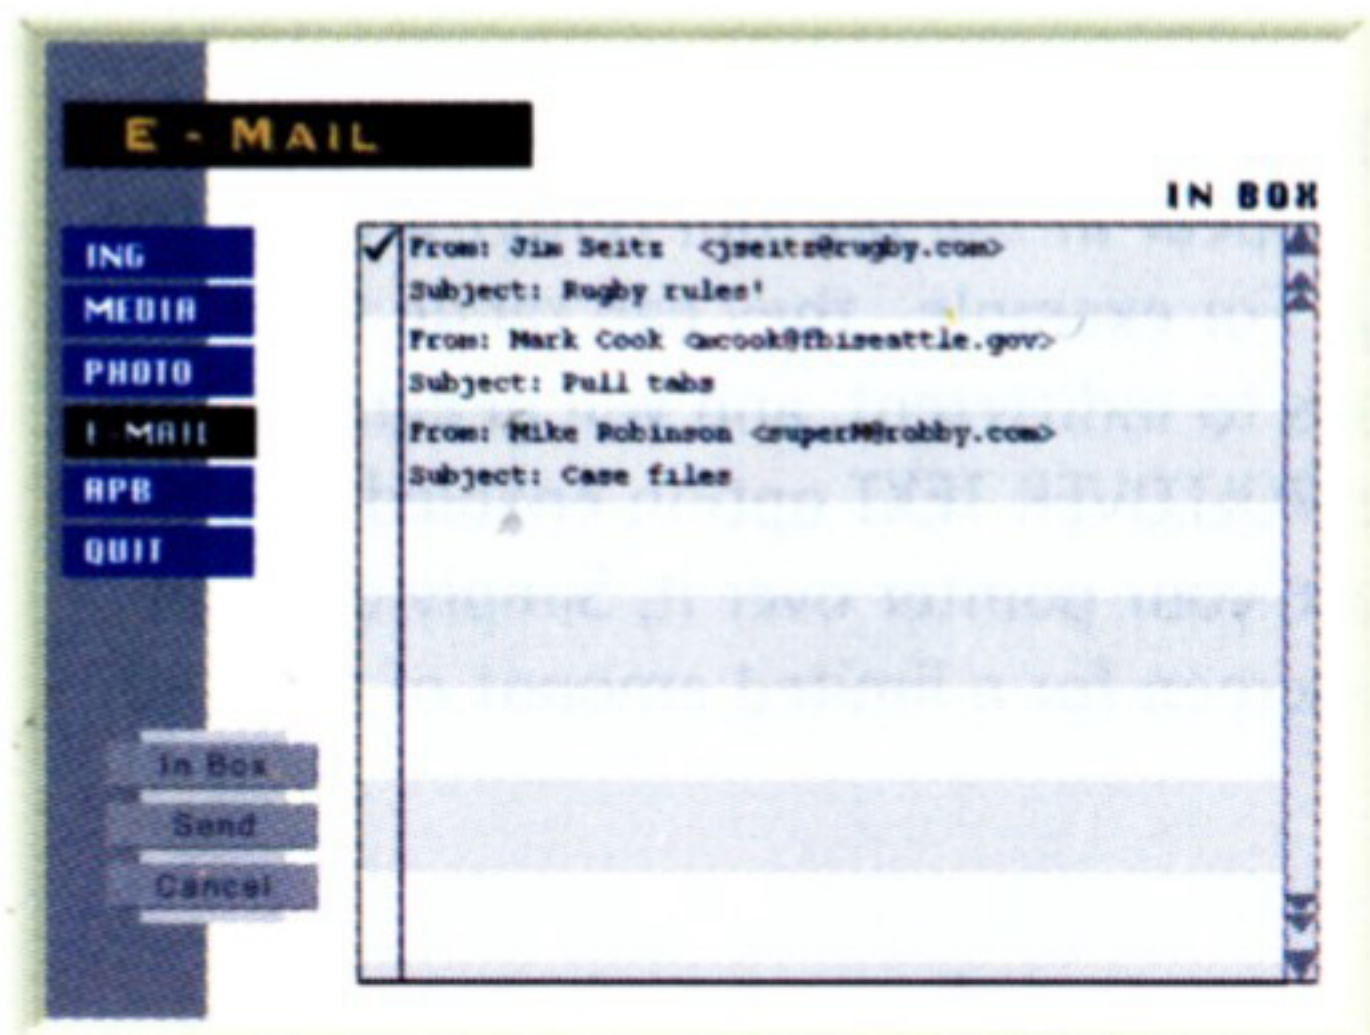 E - MAIL
IN BOX
ING
MEDIA
PHOTO
E-MAIL
APB
QUIT
From: Jim Seitz <jseitz@rugby.com>
Subject: Rugby rules!
From: Mark Cook <mcook@fbiseattle.gov>
Subject: Pull tabs
From: Mike Robinson <superM@robby.com>
Subject: Case files
In Box
Send
Cancel